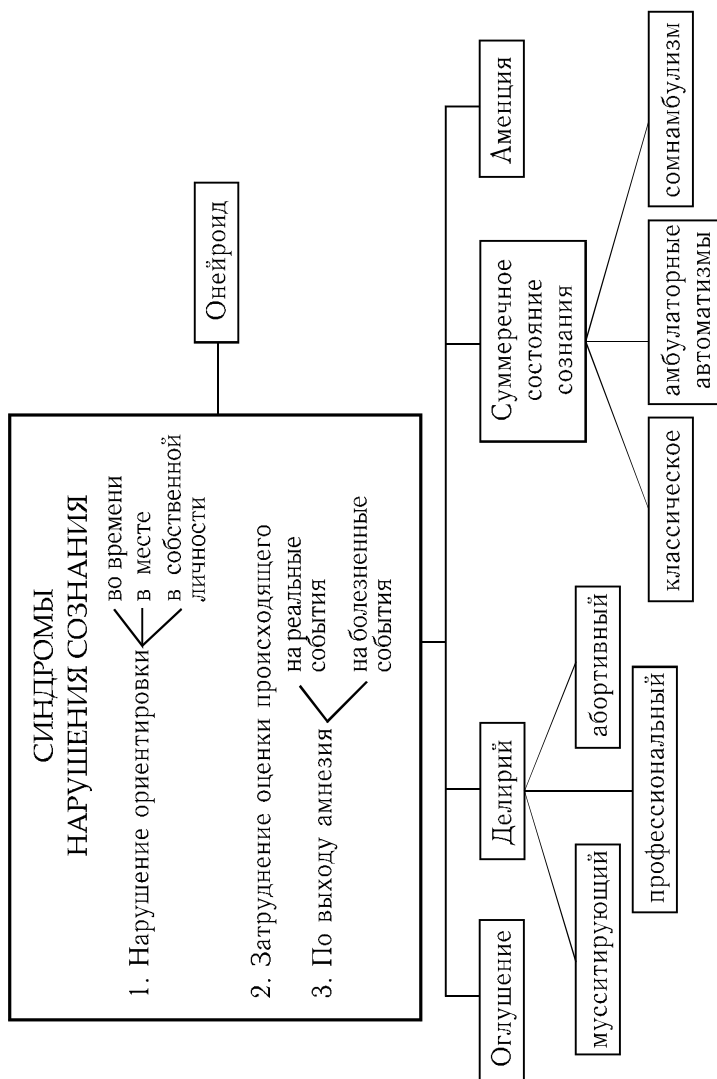 СИНДРОМЫ
НАРУШЕНИЯ СОЗНАНИЯ
1. Нарушение ориентировки
во времени
в месте
в собственной
личности
2. Затруднение оценки происходящего
3. По выходу амнезия
на реальные
события
на болезненные
события
Онейроид
Оглушение
Делирий
Суммеречное
состояние
сознания
Аменция
мусситирующий
профессиональный
абортивный
классическое
амбулаторные
автоматизмы
сомнамбулизм